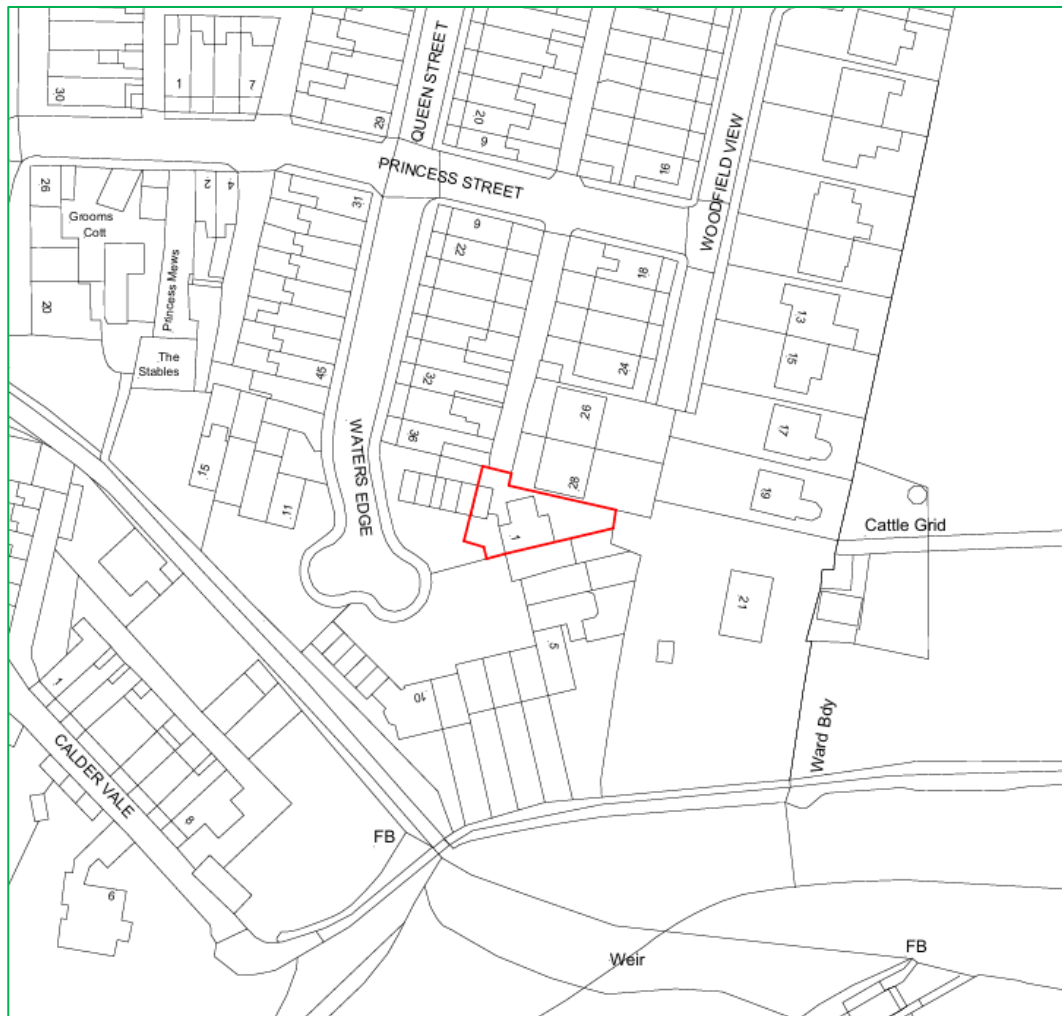 30
1
7
29
QUEEN STREET
20
6
16
WOODFIELD VIEW
PRINCESS STREET
26
2
4
31
Grooms
Cott
Princess Mews
20
The
Stables
6
22
18
13
15
32
24
45
36
26
17
15
11
WATERS EDGE
28
19
1
Cattle Grid
21
5
10
1
CALDER VALE
8
FB
Ward Bdy
6
Weir
FB